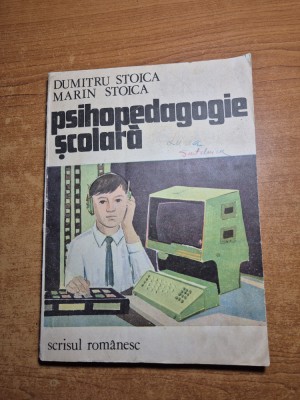 DUMITRU STOICA
MARIN STOICA
psihopedagogie
școlară
scrisul românesc